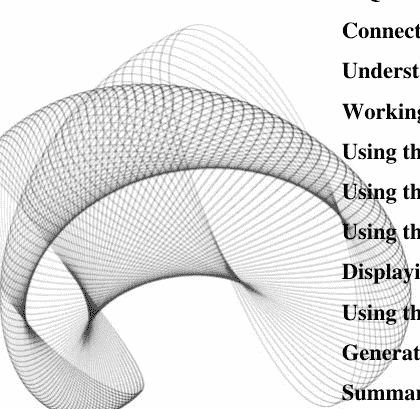 Connect
Underst
Working
Using th
Using th
Using th
Displayi
Using th
Generat
Summar